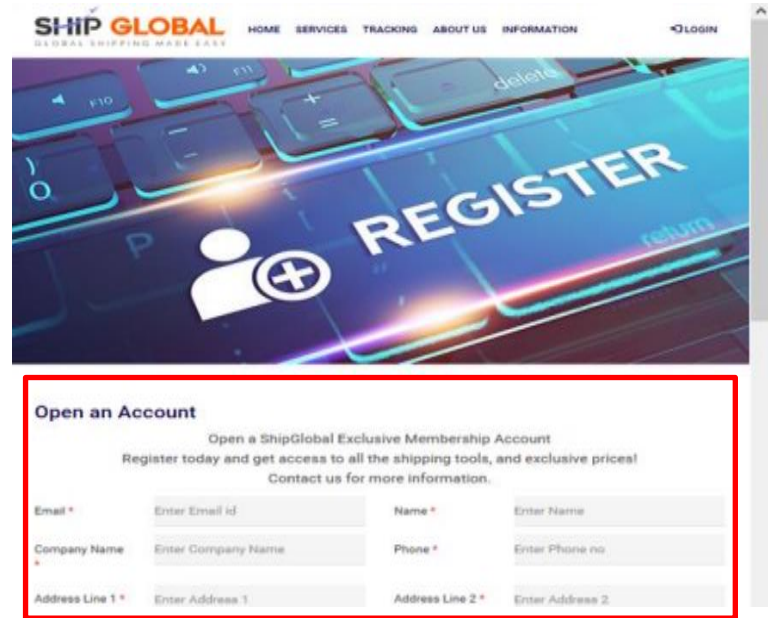 SHIP GLOBAL
GLOBAL SHIPPING MADE EASY
HOME SERVICES TRACKING ABOUT US INFORMATION LOGIN
F10 F11
delete
+
=
)
0
P
REGISTER
return
Open an Account
Open a ShipGlobal Exclusive Membership Account
Register today and get access to all the shipping tools, and exclusive prices!
Contact us for more information.
Email * Enter Email id Name * Enter Name
Company Name * Enter Company Name Phone * Enter Phone no
Address Line 1 * Enter Address 1 Address Line 2 * Enter Address 2